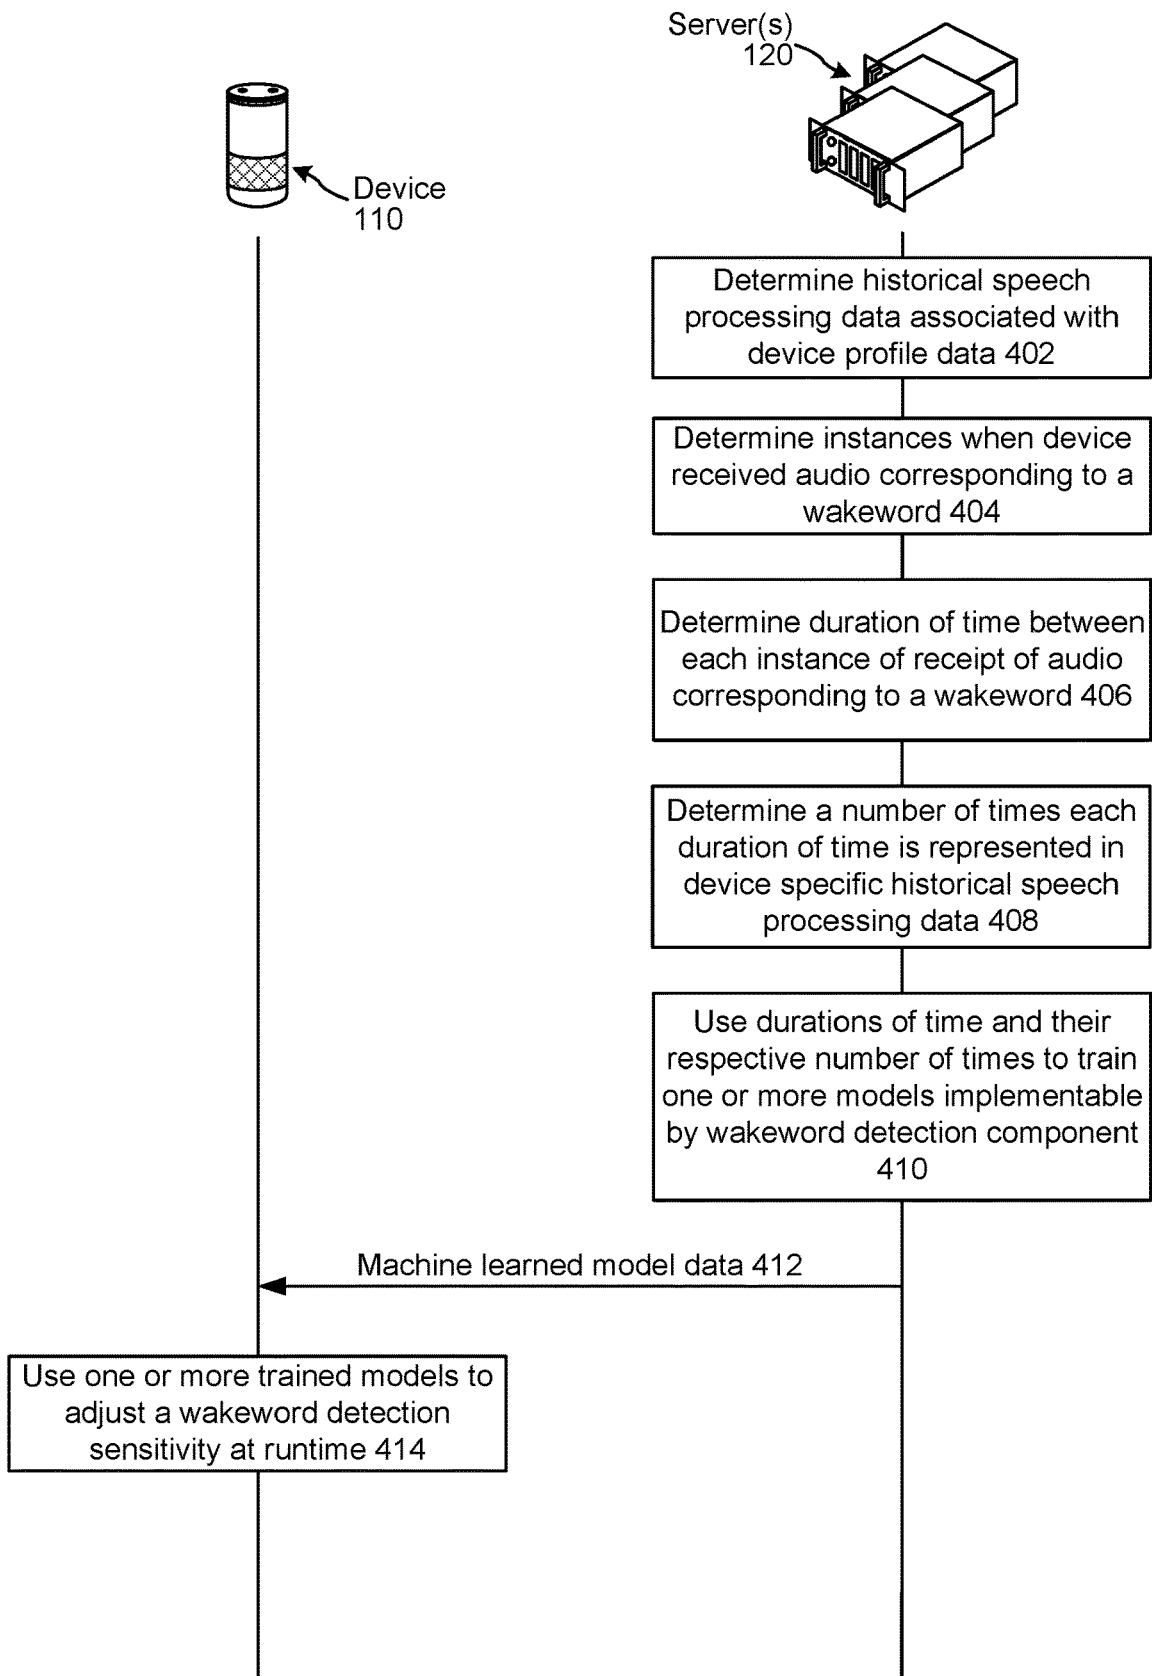 Server(s)
120
Device
110
Determine historical speech
processing data associated with
device profile data 402
Determine instances when device
received audio corresponding to a
wakeword 404
Determine duration of time between
each instance of receipt of audio
corresponding to a wakeword 406
Determine a number of times each
duration of time is represented in
device specific historical speech
processing data 408
Use durations of time and their
respective number of times to train
one or more models implementable
by wakeword detection component
410
Machine learned model data 412
Use one or more trained models to
adjust a wakeword detection
sensitivity at runtime 414